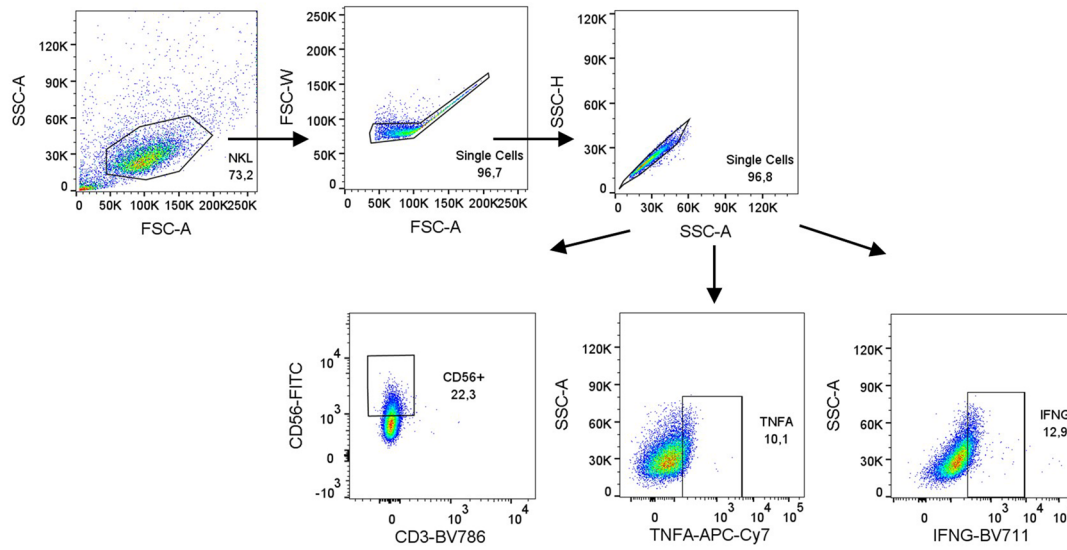 120K
90K
60K
30K
0
SSC-A
NKL
73,2
0 50K 100K 150K 200K 250K
FSC-A
250K
200K
150K
100K
50K
FSC-W
Single Cells
96,7
0 50K 100K 150K 200K 250K
FSC-A
120K
90K
60K
30K
0
SSC-H
Single Cells
96,8
0 30K 60K 90K 120K
SSC-A
10^4
10^3
0
-10^3
CD56-FITC
CD56+
22,3
0 10^3 10^4
CD3-BV786
120K
90K
60K
30K
0
SSC-A
TNFA
10,1
0 10^3 10^4 10^5
TNFA-APC-Cy7
120K
90K
60K
30K
0
SSC-A
IFNG
12,9
0 10^3 10^4
IFNG-BV711